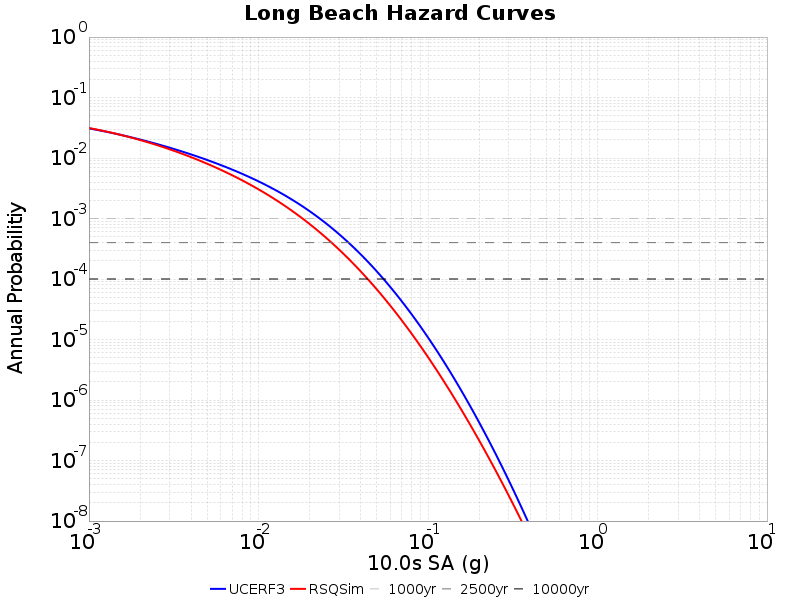 Long Beach Hazard Curves
10^0
10^-1
10^-2
10^-3
10^-4
10^-5
10^-6
10^-7
10^-8
Annual Probabilitiy
10^-3 10^-2 10^-1 10^0 10^1
10.0s SA (g)
UCERF3 RSQSim 1000yr 2500yr 10000yr